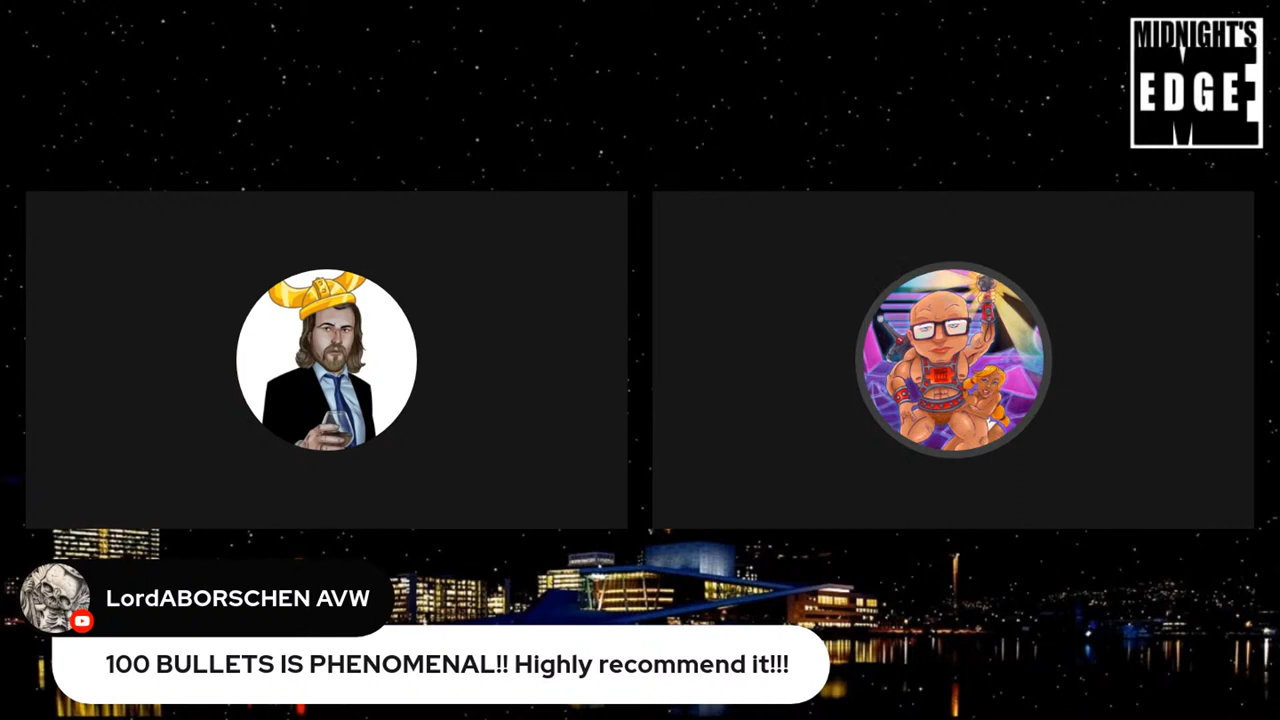 MIDNIGHT'S
EDGE
LordABORSCHEN AVW
100 BULLETS IS PHENOMENAL!! Highly recommend it!!!